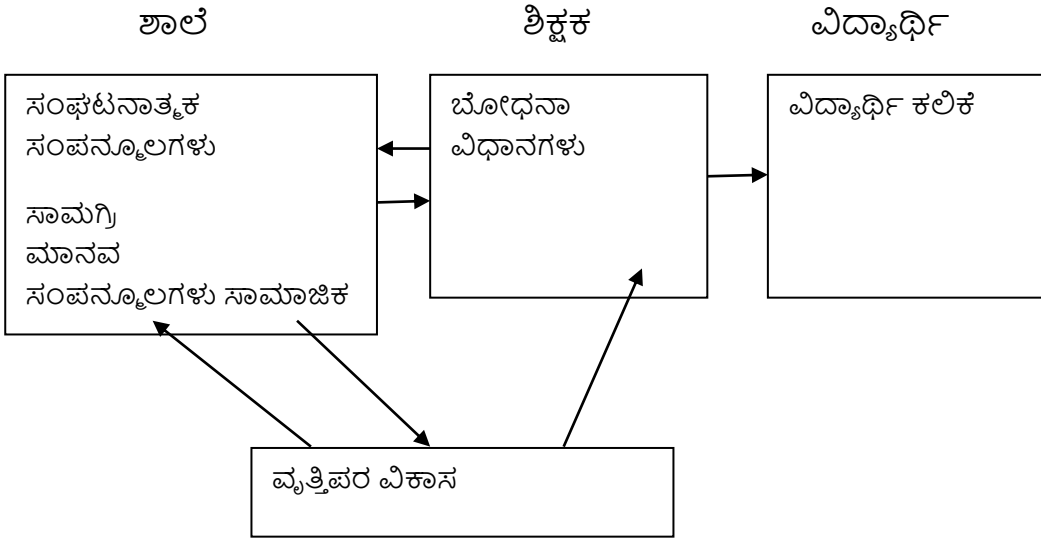 ಶಾಲೆ ಶಿಕ್ಷಕ ವಿದ್ಯಾರ್ಥಿ
ಸಂಘಟನಾತ್ಮಕ
ಸಂಪನ್ಮೂಲಗಳು
ಸಾಮಗ್ರಿ
ಮಾನವ
ಸಂಪನ್ಮೂಲಗಳು ಸಾಮಾಜಿಕ
ಬೋಧನಾ
ವಿಧಾನಗಳು
ವಿದ್ಯಾರ್ಥಿ ಕಲಿಕೆ
ವೃತ್ತಿಪರ ವಿಕಾಸ